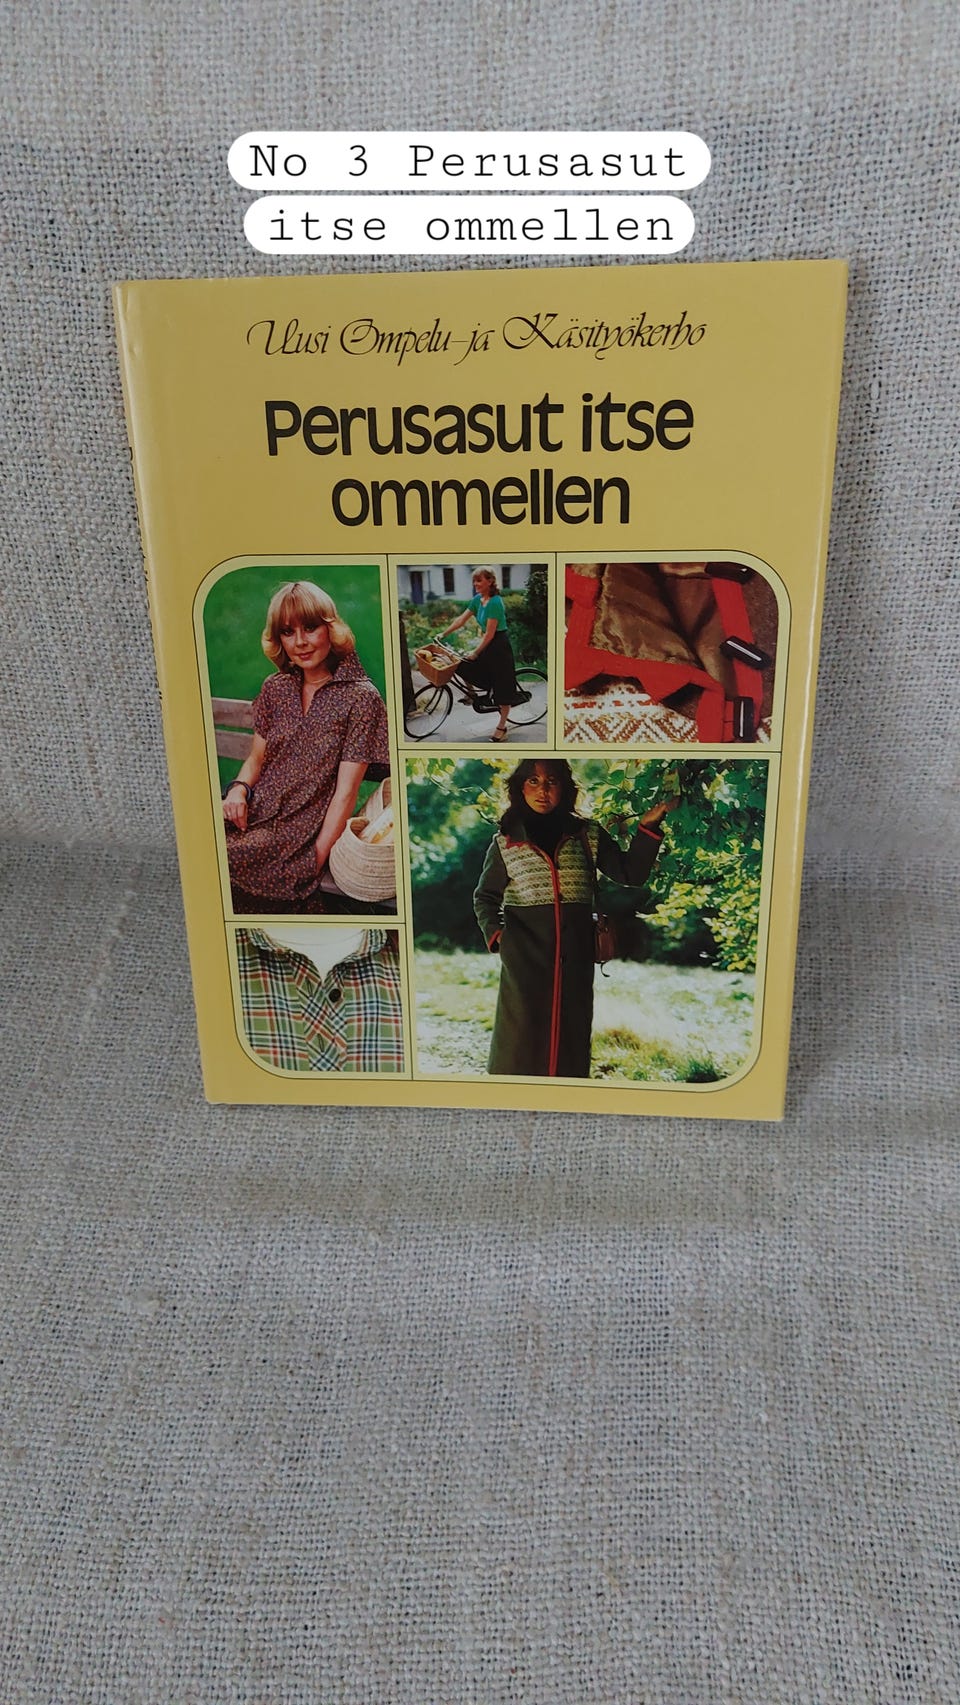 No 3 Perusasut
itse ommellen
Uusi Ompelu-ja Käsityökerho
Perusasut itse
ommellen